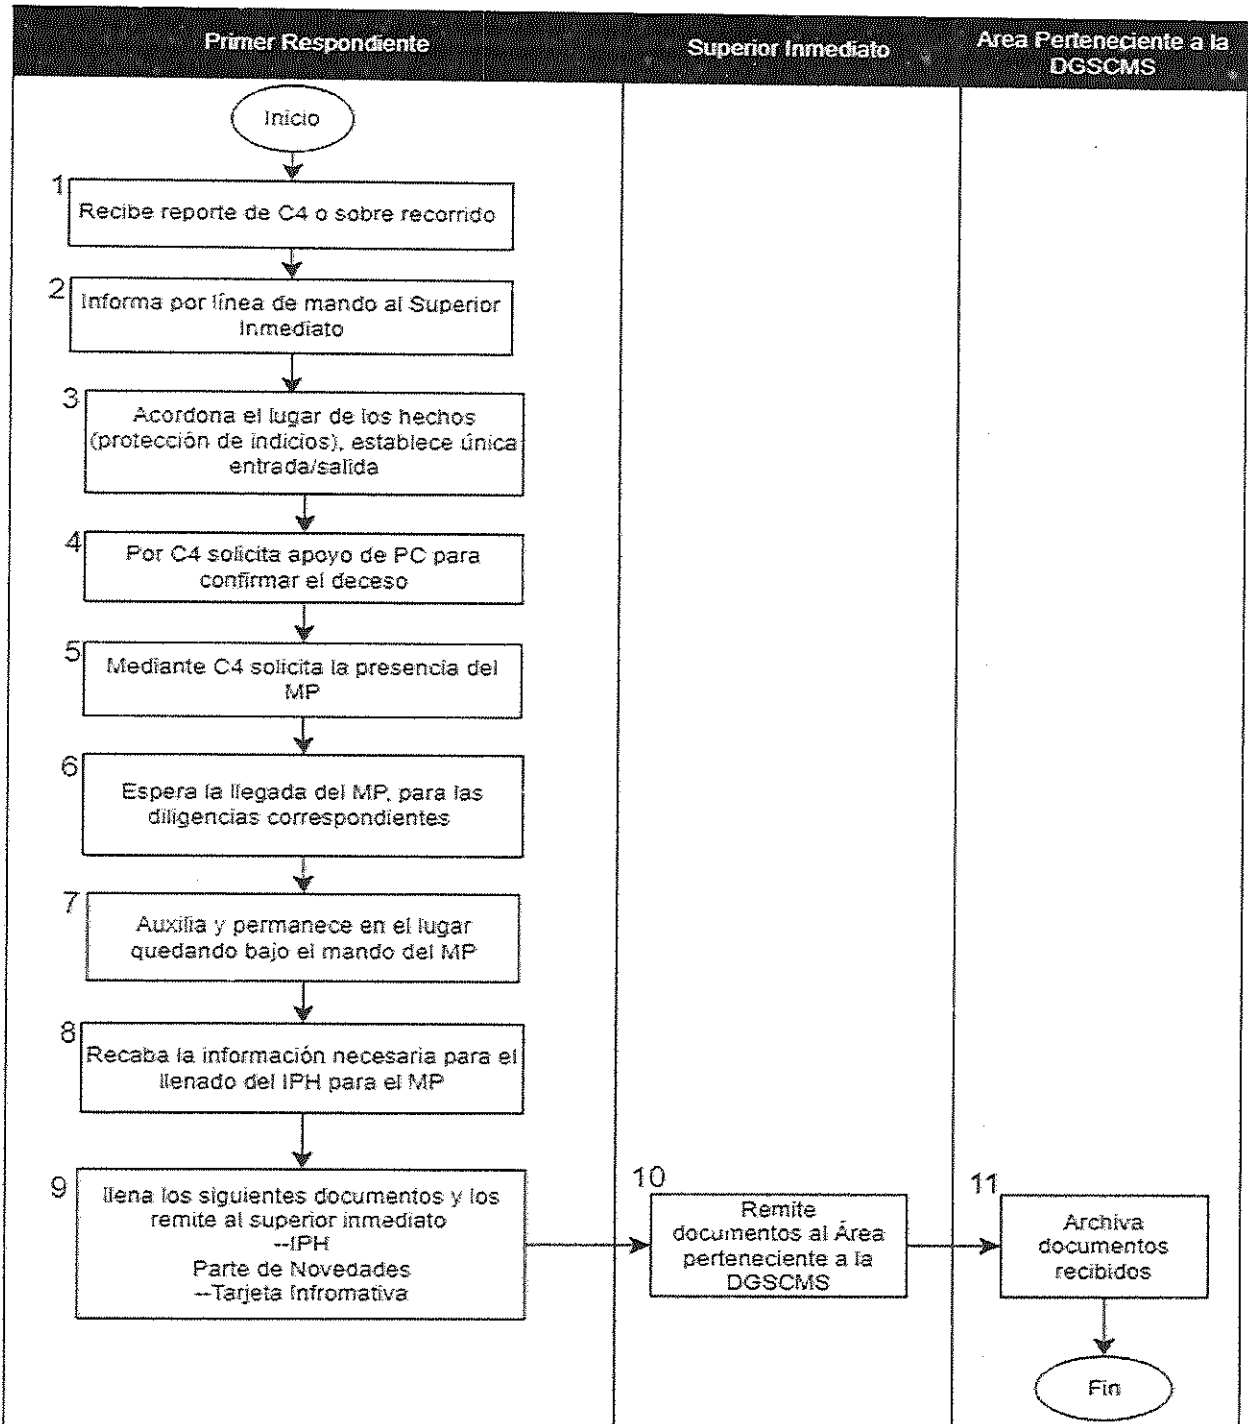 Primer Respondiente
Superior Inmediato
Area Perteneciente a la
DGSCMS
Inicio
1
Recibe reporte de C4 o sobre recorrido
2
Informa por línea de mando al Superior
Inmediato
3
Acordona el lugar de los hechos
(protección de indicios), establece única
entrada/salida
4
Por C4 solicita apoyo de PC para
confirmar el deceso
5
Mediante C4 solicita la presencia del
MP
6
Espera la llegada del MP, para las
diligencias correspondientes
7
Auxilia y permanece en el lugar
quedando bajo el mando del MP
8
Recaba la información necesaria para el
llenado del IPH para el MP
9
llena los siguientes documentos y los
remite al superior inmediato
--IPH
Parte de Novedades
--Tarjeta Infromativa
10
Remite
documentos al Área
perteneciente a la
DGSCMS
11
Archiva
documentos
recibidos
Fin